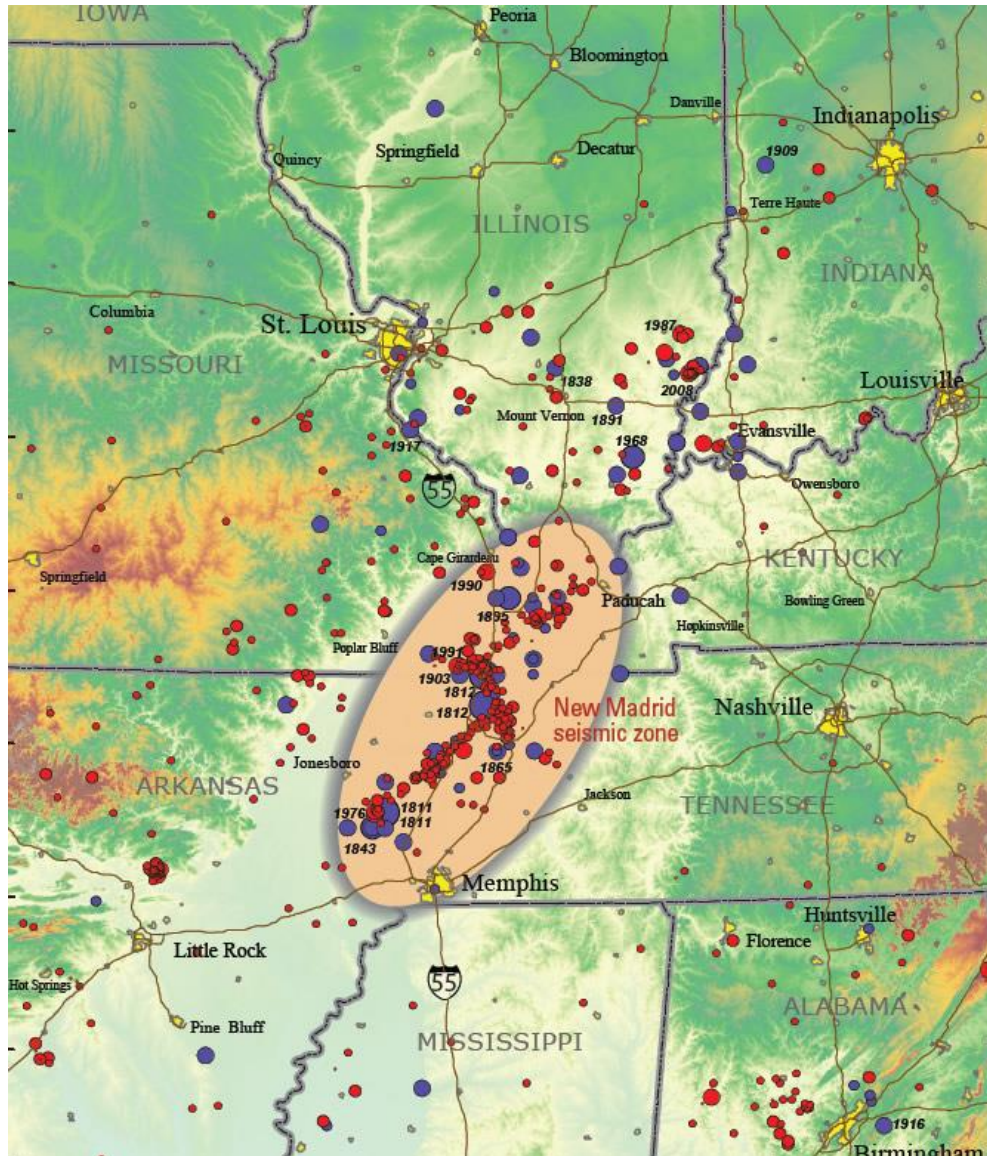 IOWA
Peoria
Bloomington
Danville
Indianapolis
Springfield
Decatur
1909
Quincy
Terre Haute
ILLINOIS
INDIANA
Columbia
St. Louis
1987
MISSOURI
1838
2008
Louisville
Mount Vernon
1891
1917
1968
Evansville
55
Owensboro
Cape Girardeau
KENTUCKY
Springfield
1990
1895
Paducah
Bowling Green
Hopkinsville
Poplar Bluff
1991
1903
1812
1812
New Madrid
seismic zone
Nashville
Jonesboro
1865
ARKANSAS
Jackson
TENNESSEE
1976
1811
1811
1843
Memphis
Huntsville
Little Rock
Florence
Hot Springs
55
ALABAMA
Pine Bluff
MISSISSIPPI
1916
Birmingham